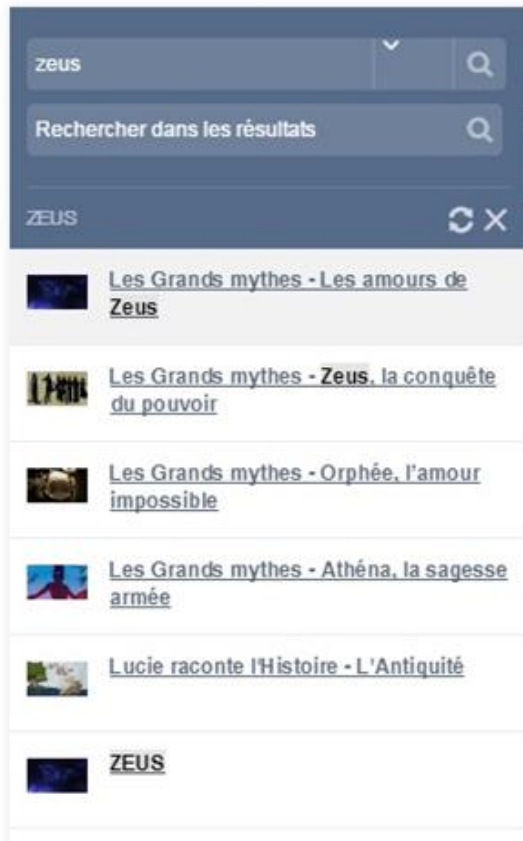 zeus
Rechercher dans les résultats
ZEUS
Les Grands mythes - Les amours de
Zeus
Les Grands mythes - Zeus, la conquête
du pouvoir
Les Grands mythes - Orphée, l'amour
impossible
Les Grands mythes - Athéna, la sagesse
armée
Lucie raconte l'Histoire - L'Antiquité
ZEUS